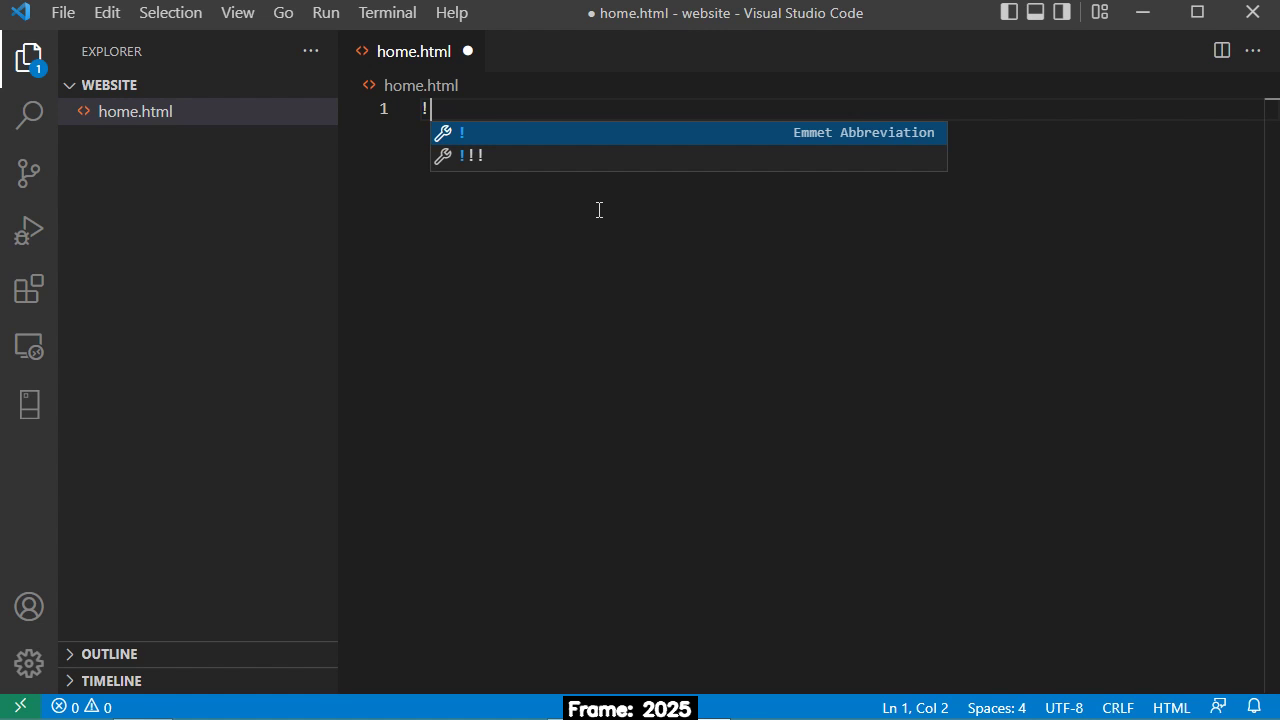 File Edit Selection View Go Run Terminal Help ● home.html - website - Visual Studio Code
1
EXPLORER
WEBSITE
home.html
OUTLINE
TIMELINE
home.html
home.html
1 !
! Emmet Abbreviation
!!!
0 0
Frame: 2025
Ln 1, Col 2 Spaces: 4 UTF-8 CRLF HTML